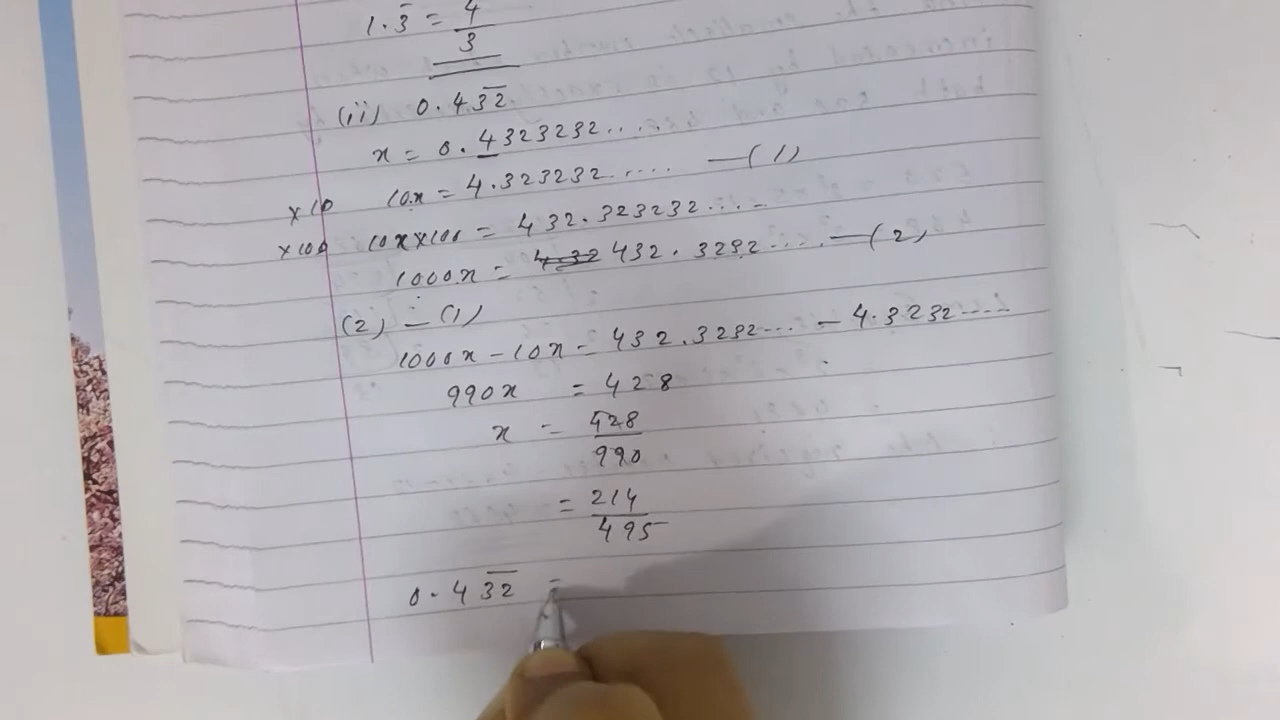 1.3̅ = 4/3
(ii) 0.43̅2̅
x = 0.4323232.....
×10 10x = 4.323232..... —(1)
×100 10x×100 = 432.323232.....
1000x = 4.32 432.3232.... —(2)
(2) — (1)
1000x - 10x = 432.3232... - 4.3232....
990x = 428
x = 428/990
= 214/495
0.43̅2̅ =